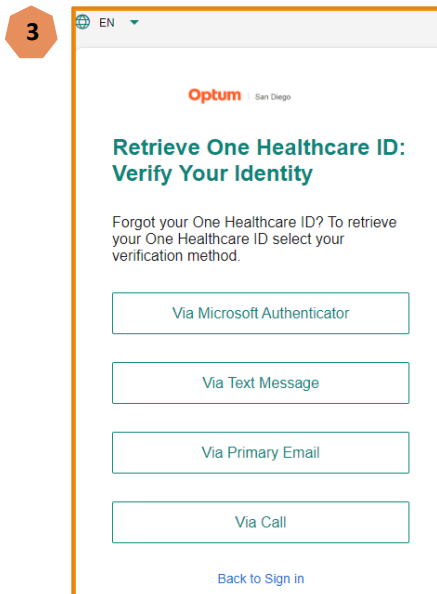 3
EN
Optum | San Diego
Retrieve One Healthcare ID:
Verify Your Identity
Forgot your One Healthcare ID? To retrieve
your One Healthcare ID select your
verification method.
Via Microsoft Authenticator
Via Text Message
Via Primary Email
Via Call
Back to Sign in